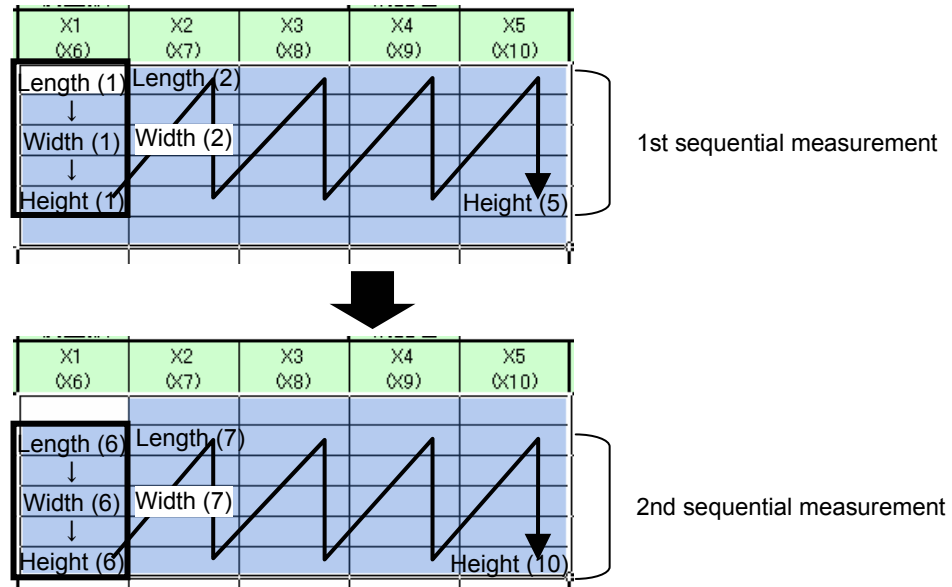 X1 X2 X3 X4 X5
(X6) (X7) (X8) (X9) (X10)
Length (1) Length (2)
↓
Width (1) Width (2) 1st sequential measurement
↓
Height (1) Height (5)
X1 X2 X3 X4 X5
(X6) (X7) (X8) (X9) (X10)
Length (6) Length (7)
↓
Width (6) Width (7) 2nd sequential measurement
↓
Height (6) Height (10)